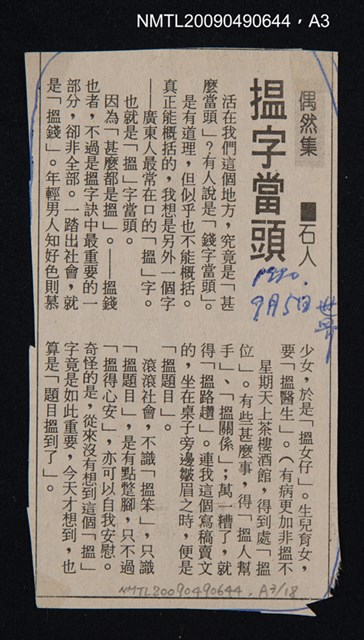 NMTL20090490644，A3
偶然集
■石人
搵字當頭
活在我們這個地方，究竟是「甚
麼當頭」？有人說是「錢字當頭」。
是有道理，但似乎也不能概括。
真正能概括的，我想是另外一個字
——廣東人最常在口的「搵」字。
也就是「搵」字當頭。
因為「甚麼都是搵」。——搵錢
也者，不過是搵字訣中最重要的一
部分，卻非全部。一踏出社會，就
是「搵錢」。年輕男人知好色則慕
少女，於是「搵女仔」。生兒育女，
要「搵醫生」。（有病更加非搵不
星期天上茶樓酒館，得到處「搵
位」。有些甚麼事，得「搵人幫
手」、「搵關係」；萬一糟了，就
得「搵路趲」。連我這個寫稿賣文
的，坐在桌子旁邊皺眉之時，便是
「搵題目」。
滾滾社會，不識「搵笨」，只識
「搵題目」，是有點蹩腳，只不過
「搵得心安」，亦可以自我安慰。
奇怪的是，從來沒有想到這個「搵」
字竟是如此重要，今天才想到，也
算是「題目搵到了」。
9月5日
NMTL20090490644．A3/18